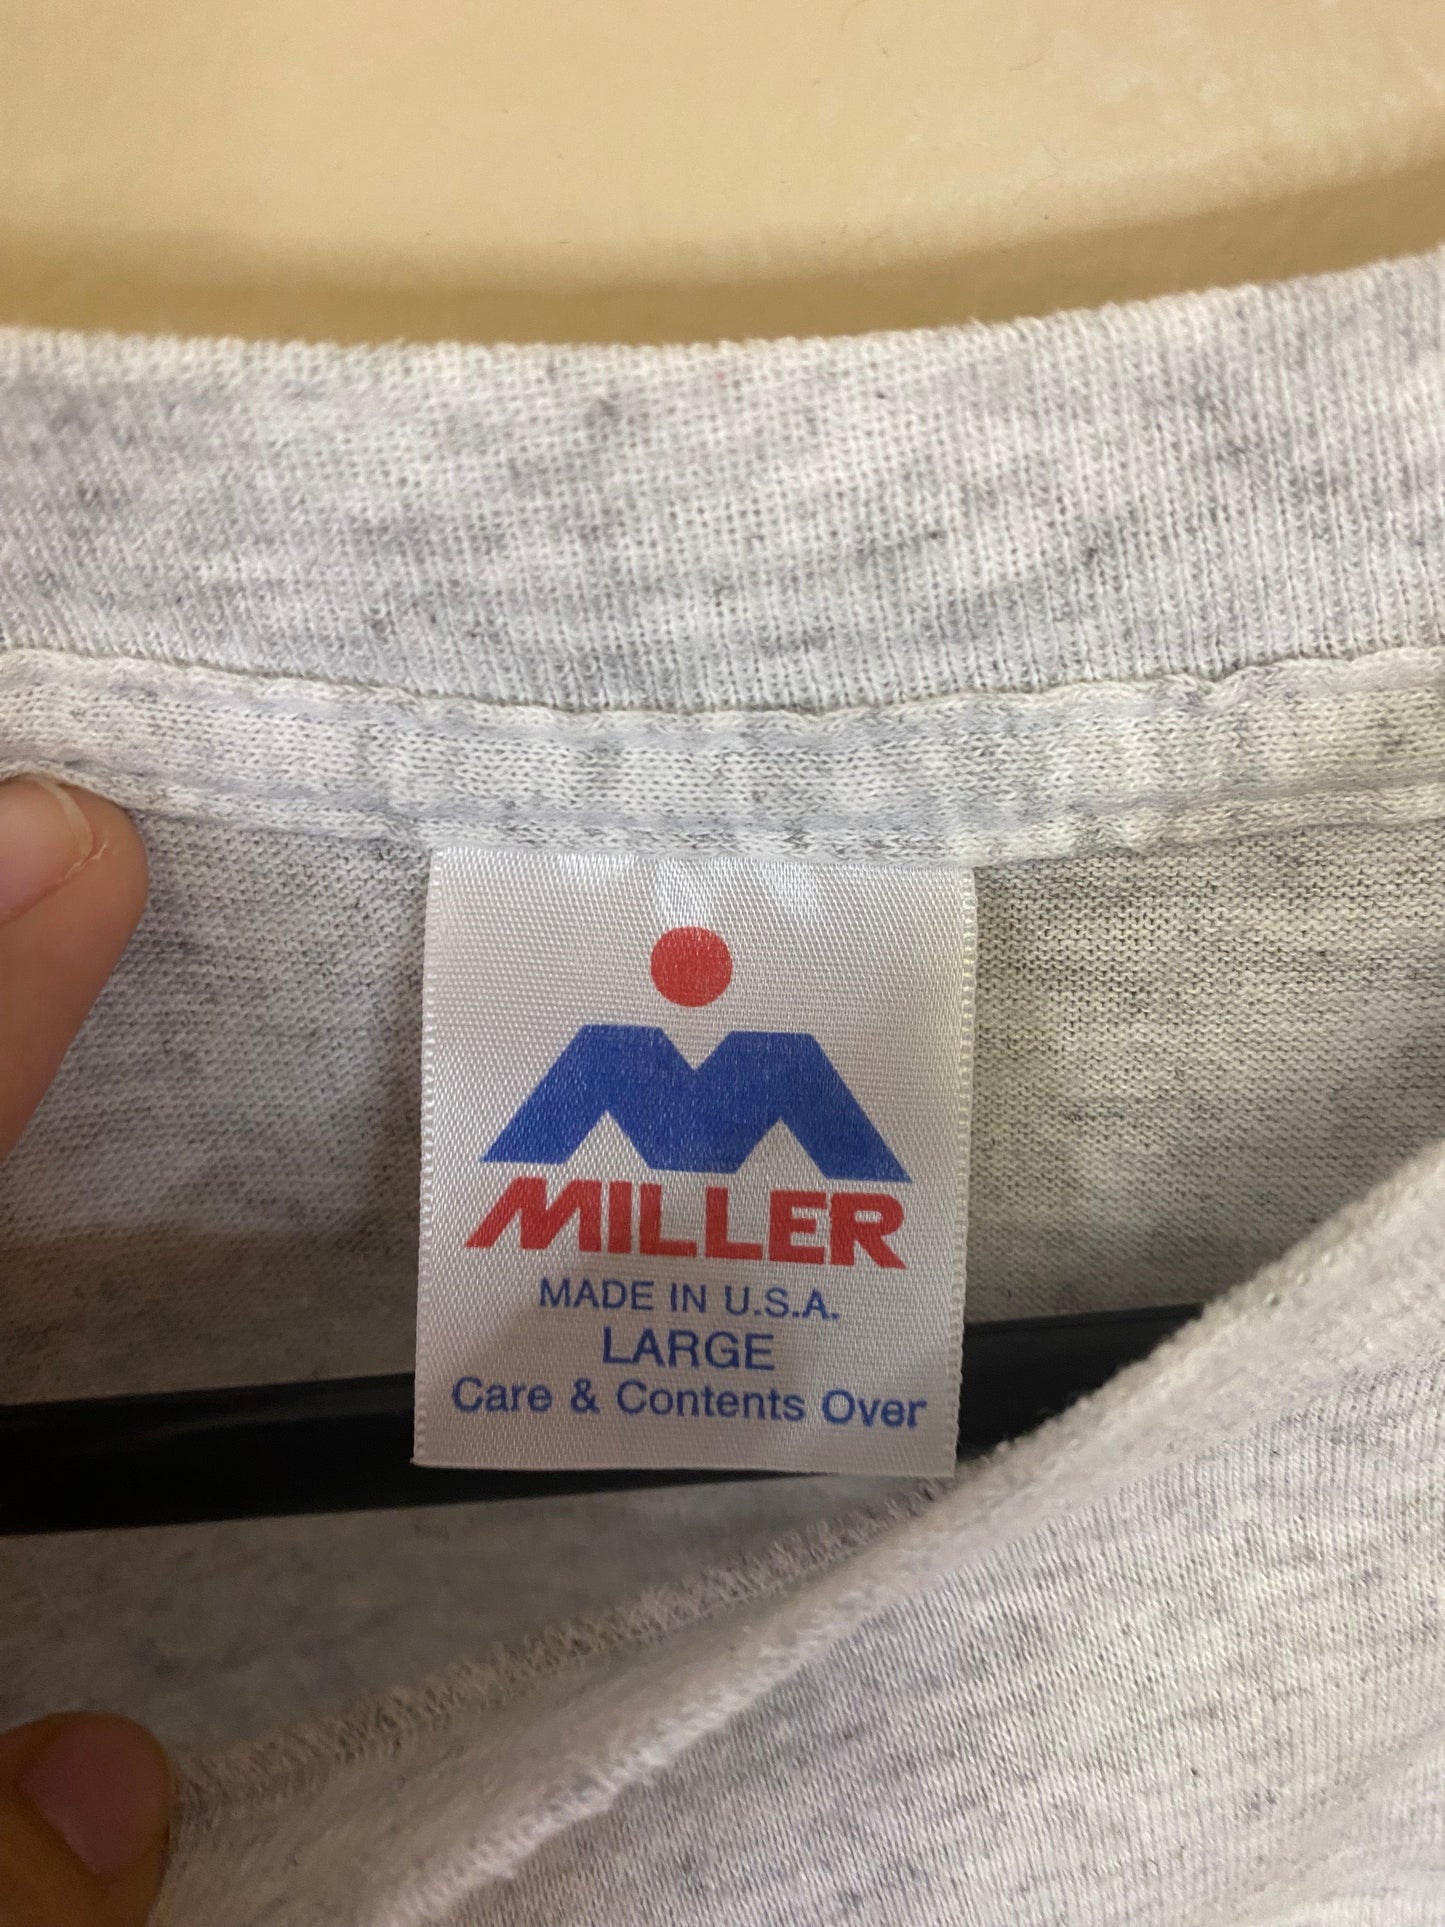 MILLER
MADE IN U.S.A.
LARGE
Care & Contents Over